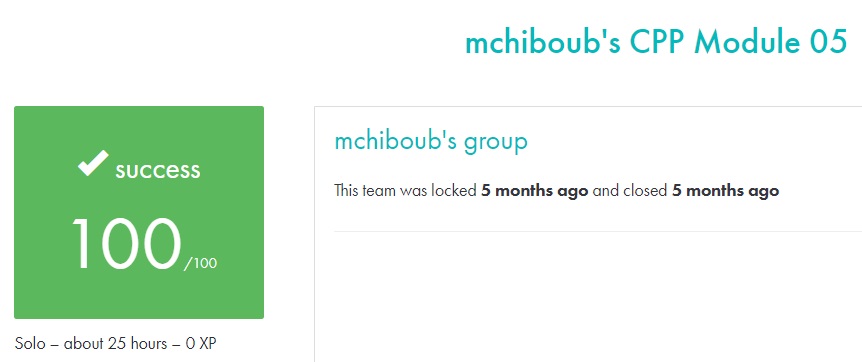 mchiboub's CPP Module 05
✔ success
100/100
Solo – about 25 hours – 0 XP
mchiboub's group
This team was locked 5 months ago and closed 5 months ago